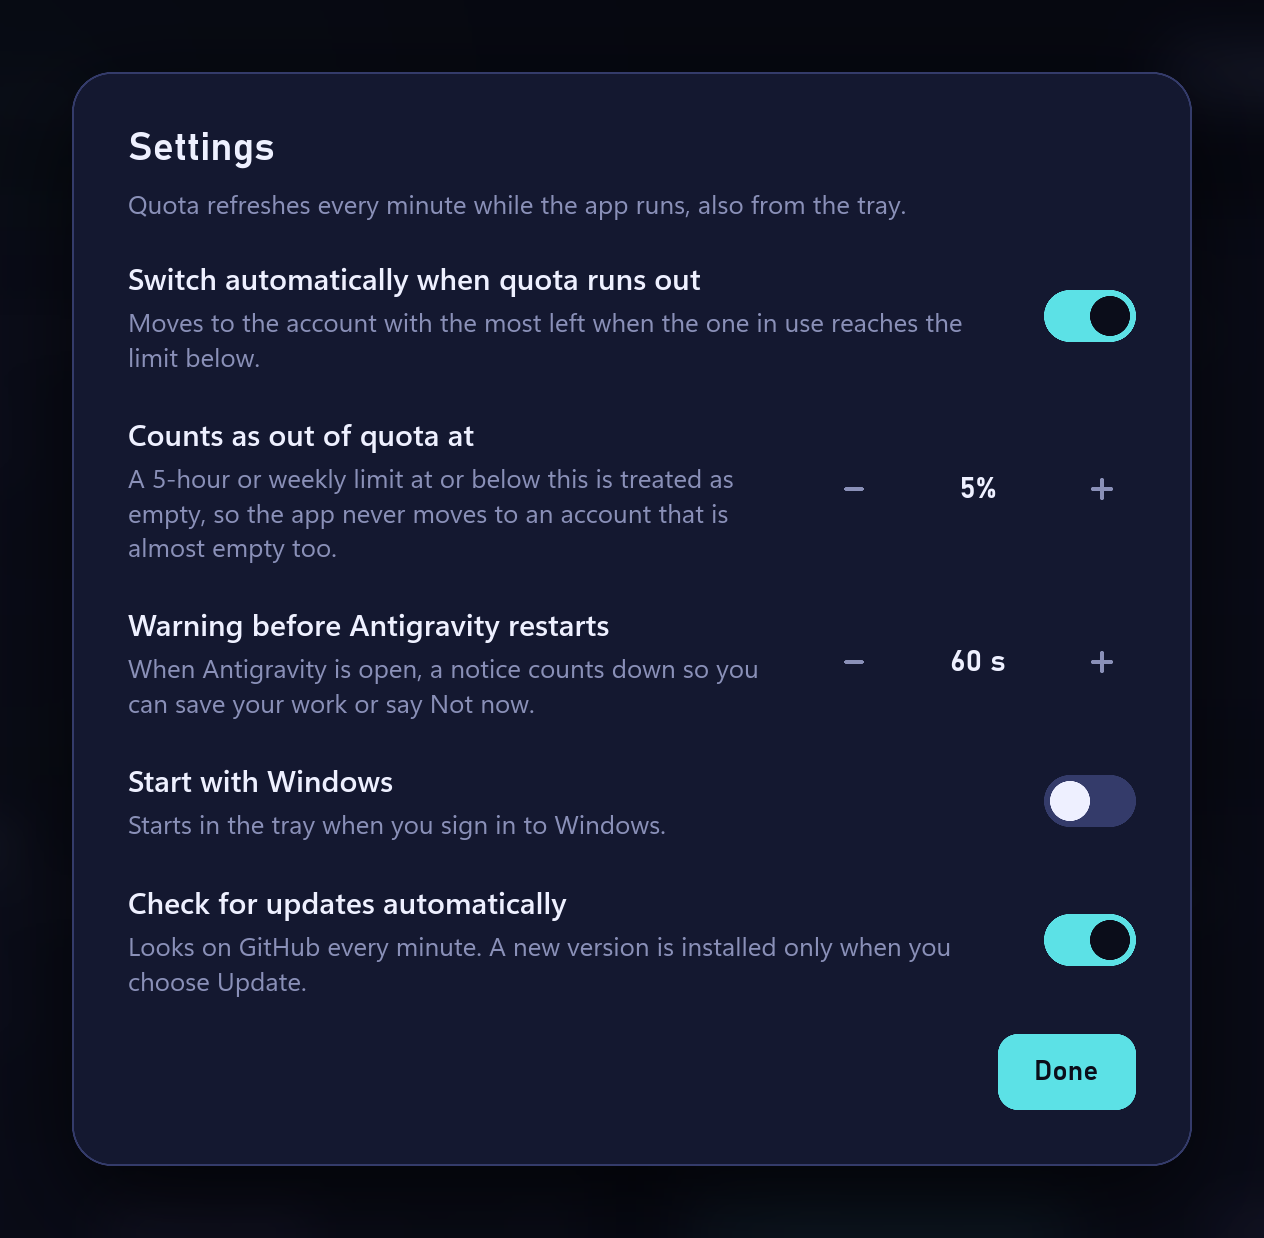 Settings
Quota refreshes every minute while the app runs, also from the tray.
Switch automatically when quota runs out
Moves to the account with the most left when the one in use reaches the
limit below.
Counts as out of quota at
A 5-hour or weekly limit at or below this is treated as
empty, so the app never moves to an account that is
almost empty too.
− 5% +
Warning before Antigravity restarts
When Antigravity is open, a notice counts down so you
can save your work or say Not now.
− 60 s +
Start with Windows
Starts in the tray when you sign in to Windows.
Check for updates automatically
Looks on GitHub every minute. A new version is installed only when you
choose Update.
Done